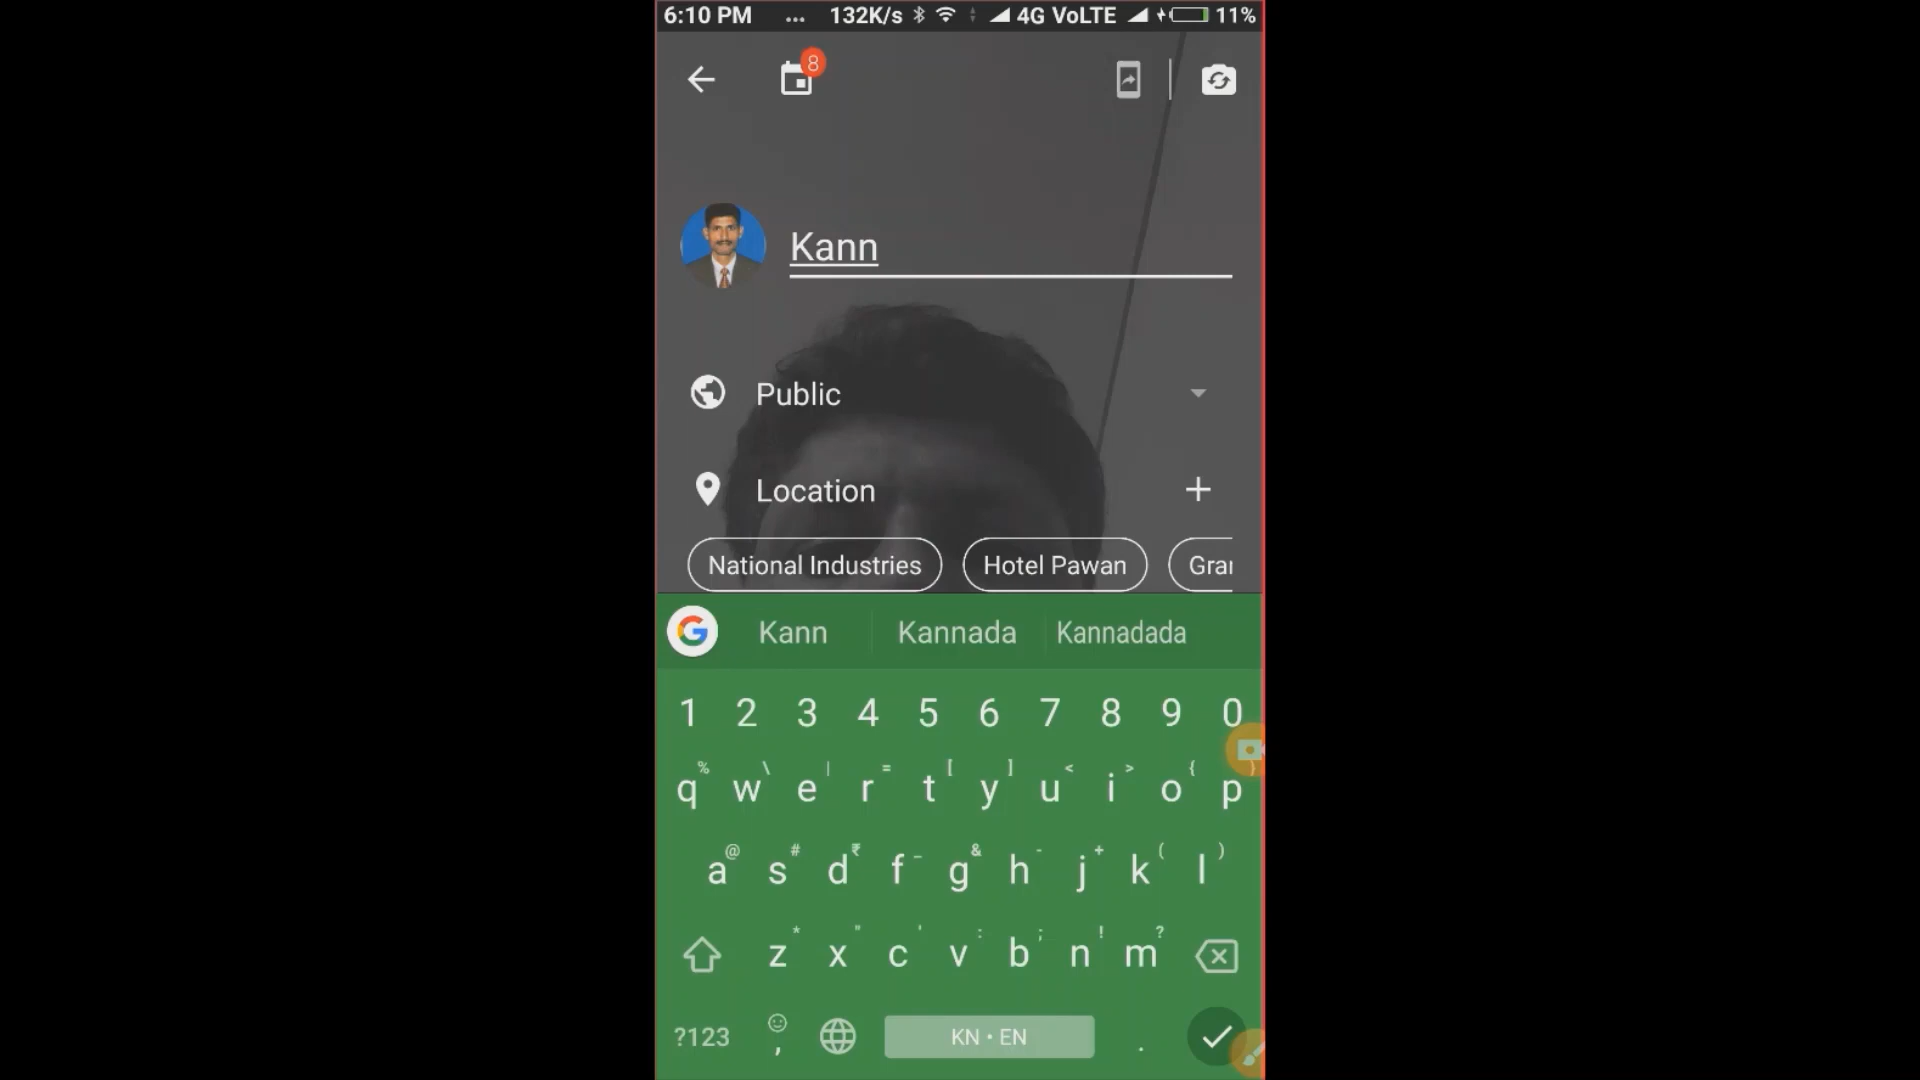 6:10 PM ... 132K/s 4G VoLTE 11%
8
Kann
Public
Location
National Industries Hotel Pawan Gra
G Kann Kannada Kannadada
1 2 3 4 5 6 7 8 9 0
% \ | = [ ] < > { }
q w e r t y u i o p
@ # ₹ _ & - + ( )
a s d f g h j k l
* " ' : ; ! ?
z x c v b n m
?123 , KN • EN .